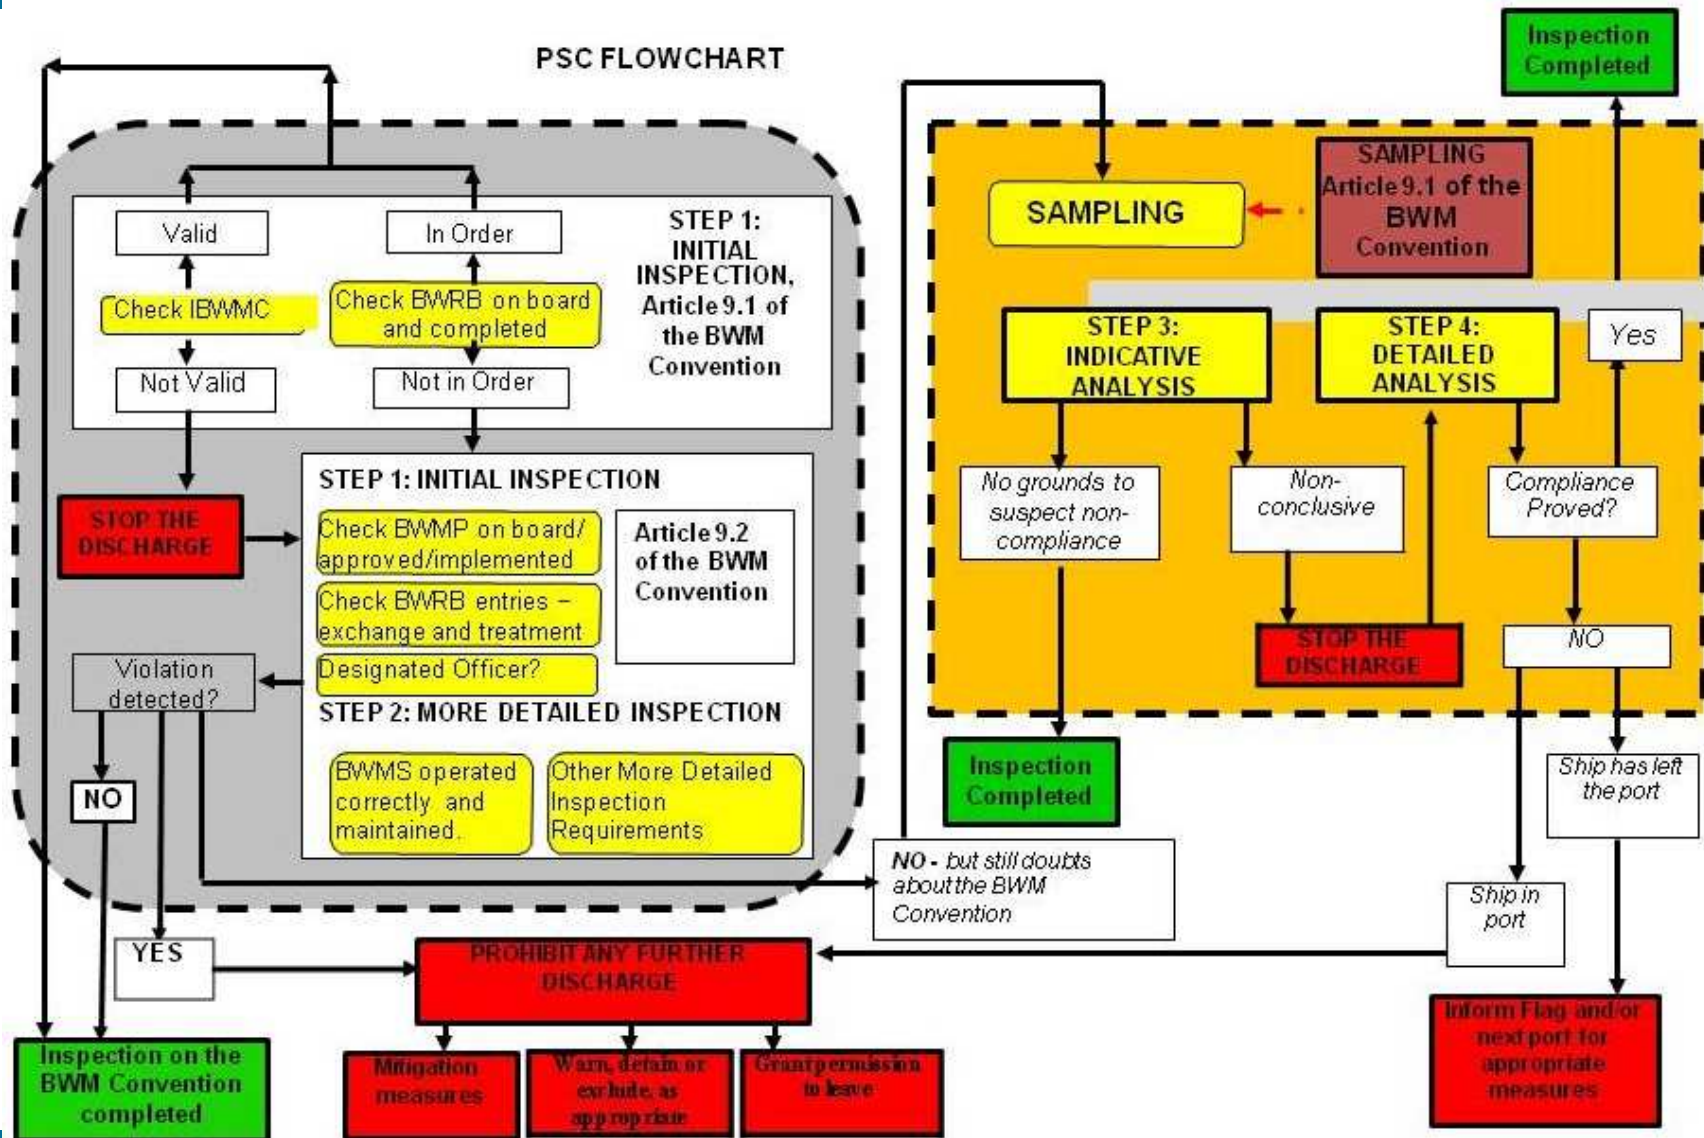 PSC FLOWCHART
Inspection
Completed
Valid
In Order
STEP 1:
INITIAL
INSPECTION,
Article 9.1 of
the BWM
Convention
Check IBWMC
Check BWRB on board
and completed
Not Valid
Not in Order
STOP THE
DISCHARGE
STEP 1: INITIAL INSPECTION
Check BWMP on board/
approved/implemented
Check BWRB entries –
exchange and treatment
Designated Officer?
Article 9.2
of the BWM
Convention
STEP 2: MORE DETAILED INSPECTION
BWMS operated
correctly and
maintained.
Other More Detailed
Inspection
Requirements
Violation
detected?
NO
YES
Inspection on the
BWM Convention
completed
PROHIBIT ANY FURTHER
DISCHARGE
Mitigation
measures
Warn, detain or
exclude, as
appropriate
Grant permission
to leave
NO - but still doubts
about the BWM
Convention
SAMPLING
SAMPLING
Article 9.1 of the
BWM
Convention
STEP 3:
INDICATIVE
ANALYSIS
STEP 4:
DETAILED
ANALYSIS
Yes
No grounds to
suspect non-
compliance
Non-
conclusive
Compliance
Proved?
STOP THE
DISCHARGE
NO
Inspection
Completed
Ship has left
the port
Ship in
port
Inform Flag and/or
next port for
appropriate
measures